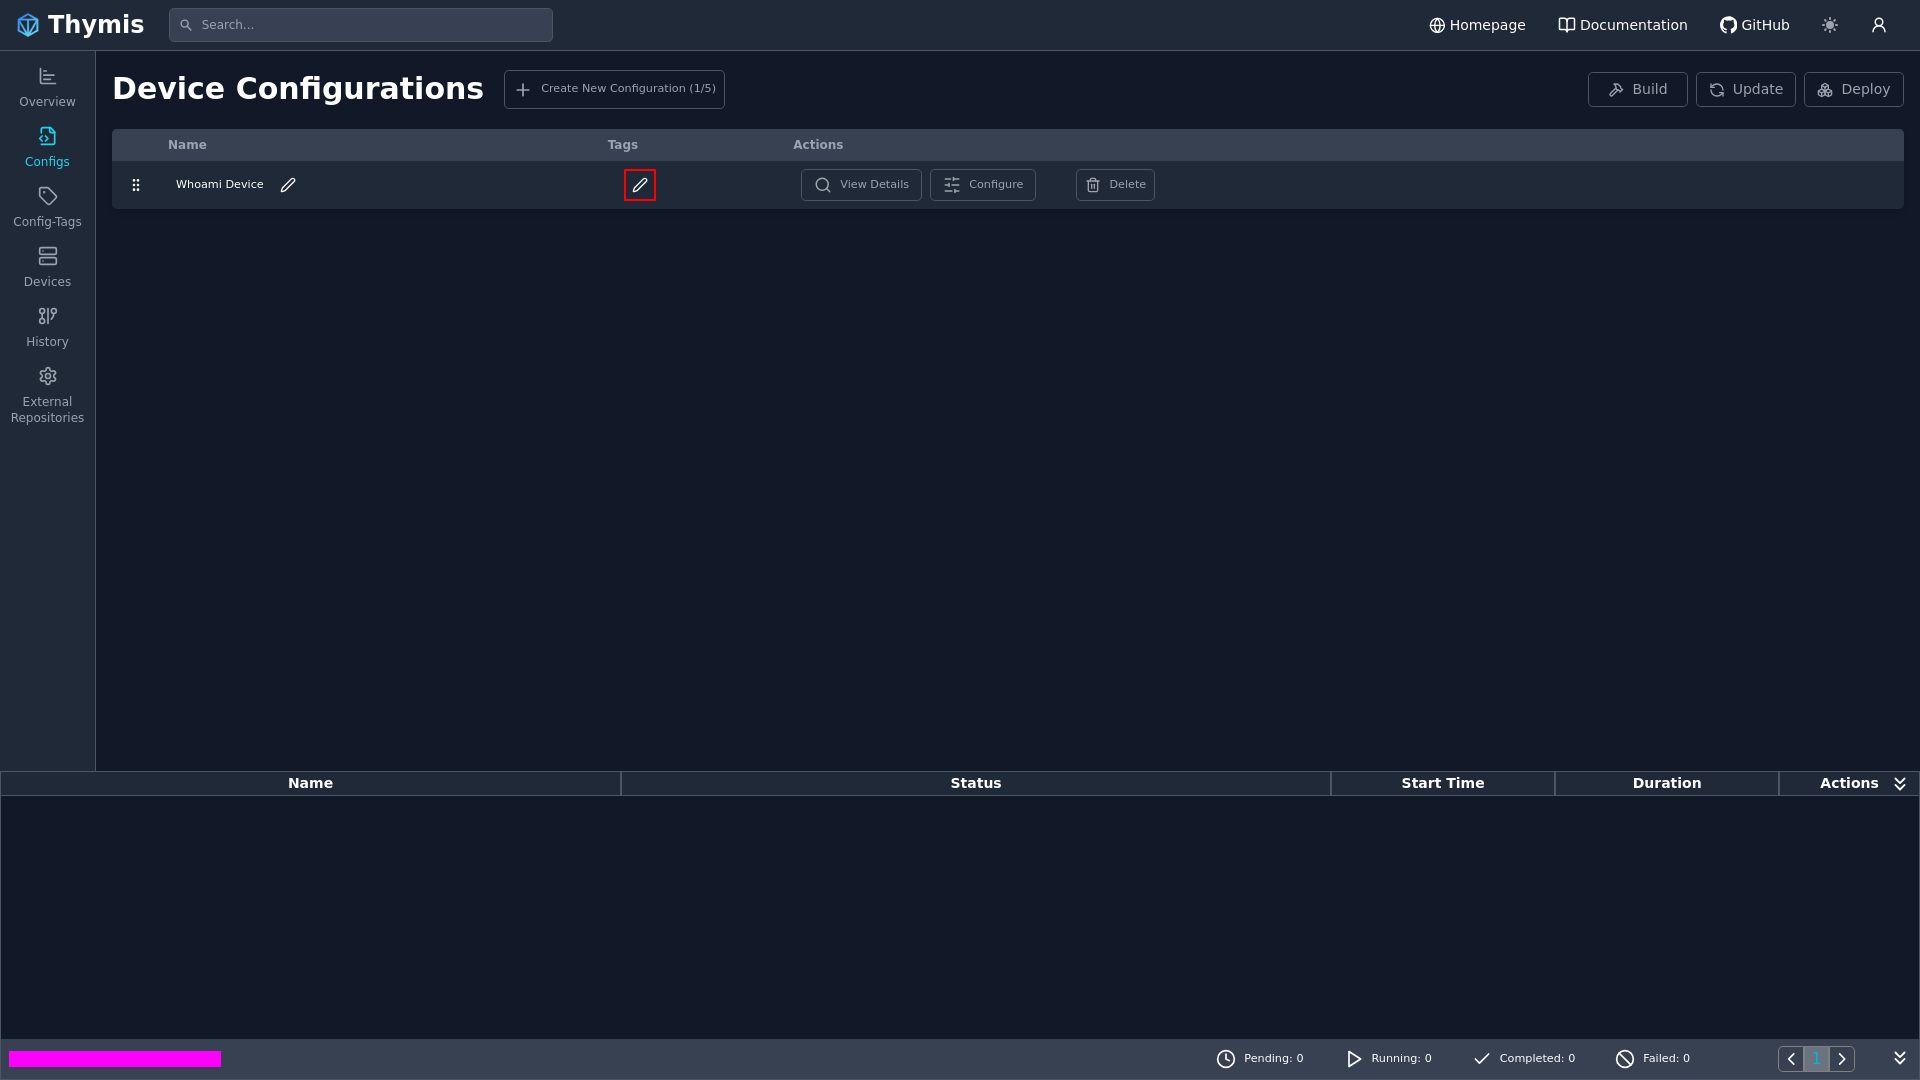 Thymis
Search...
Homepage
Documentation
GitHub
Overview
Configs
Config-Tags
Devices
History
External
Repositories
Device Configurations
Create New Configuration (1/5)
Build
Update
Deploy
Name Tags Actions
Whoami Device
View Details
Configure
Delete
Name Status Start Time Duration Actions
Pending: 0
Running: 0
Completed: 0
Failed: 0
1